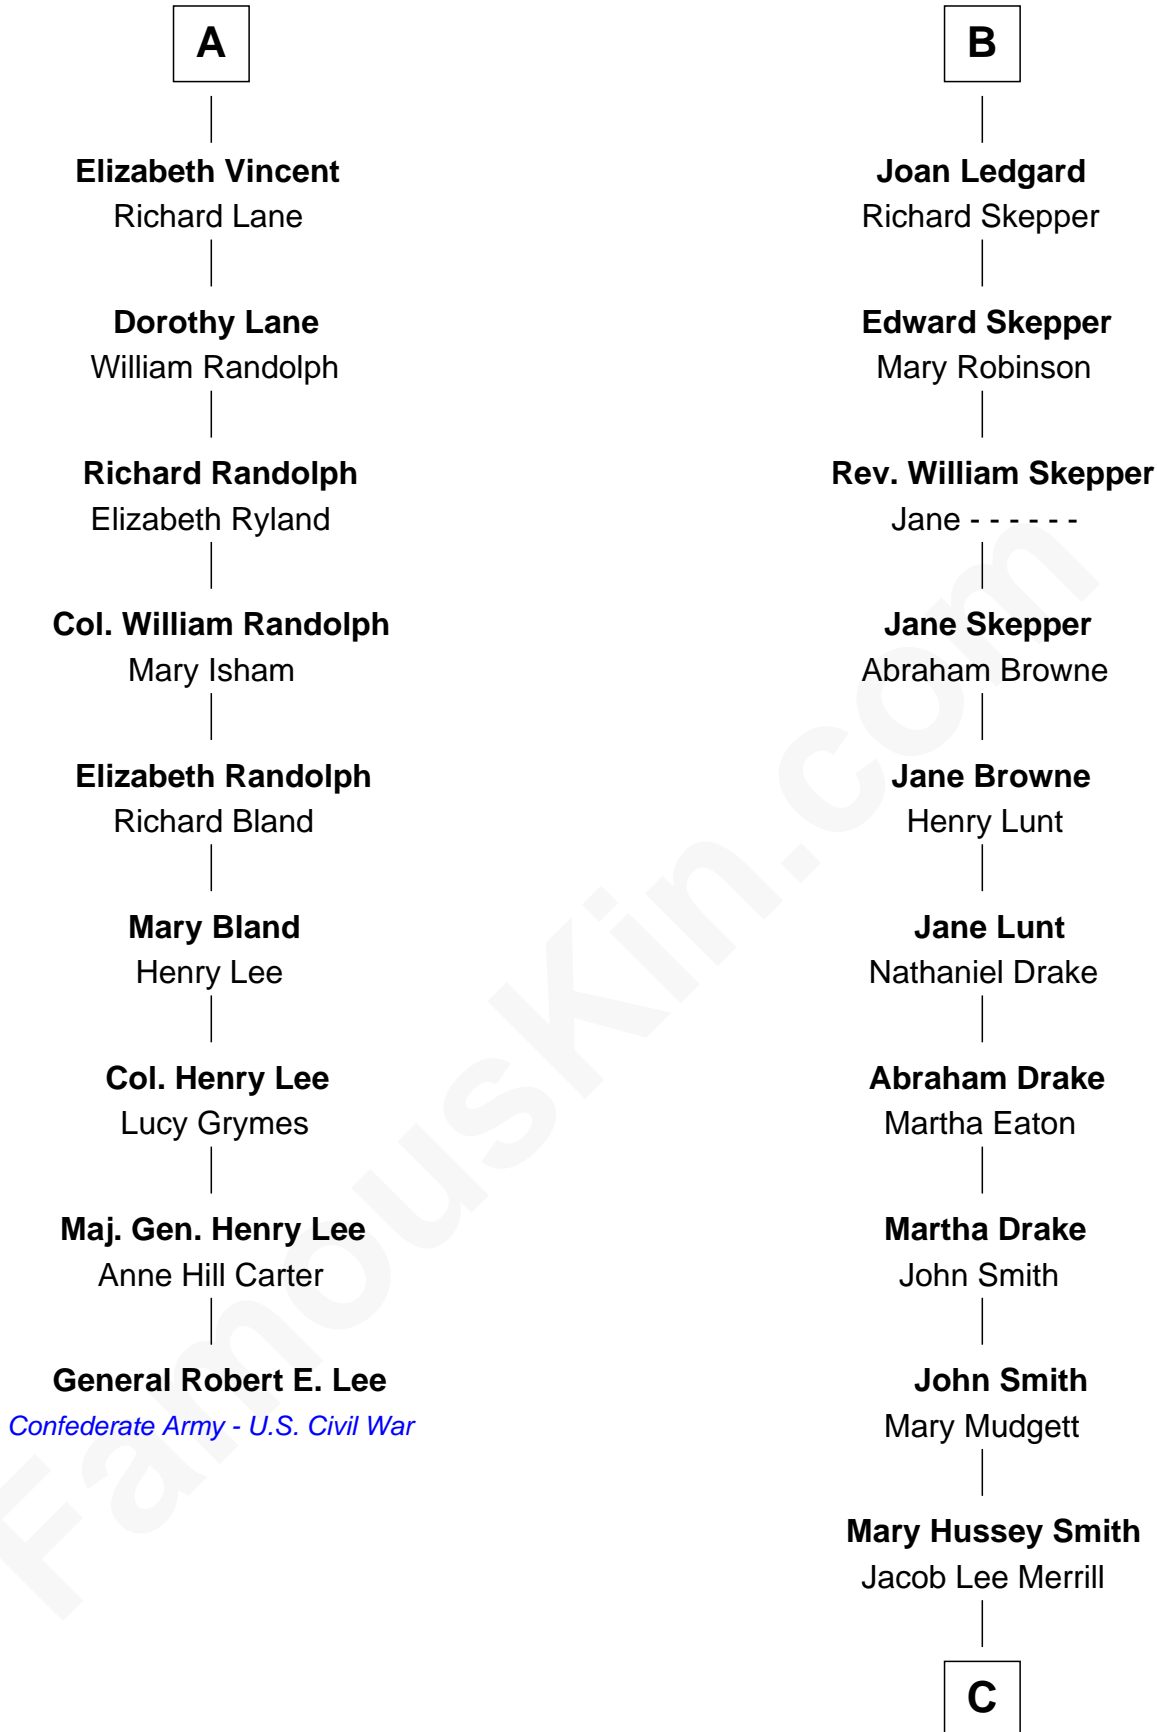 A
Elizabeth Vincent
Richard Lane
Dorothy Lane
William Randolph
Richard Randolph
Elizabeth Ryland
Col. William Randolph
Mary Isham
Elizabeth Randolph
Richard Bland
Mary Bland
Henry Lee
Col. Henry Lee
Lucy Grymes
Maj. Gen. Henry Lee
Anne Hill Carter
General Robert E. Lee
Confederate Army - U.S. Civil War
B
Joan Ledgard
Richard Skepper
Edward Skepper
Mary Robinson
Rev. William Skepper
Jane - - - - - -
Jane Skepper
Abraham Browne
Jane Browne
Henry Lunt
Jane Lunt
Nathaniel Drake
Abraham Drake
Martha Eaton
Martha Drake
John Smith
John Smith
Mary Mudgett
Mary Hussey Smith
Jacob Lee Merrill
C
FamousKin.com